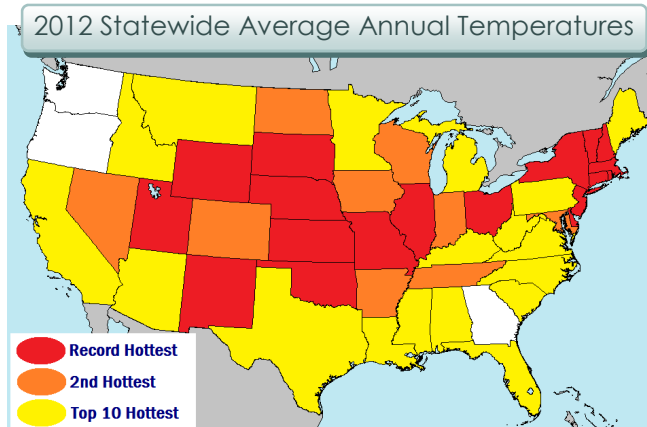 2012 Statewide Average Annual Temperatures
Record Hottest
2nd Hottest
Top 10 Hottest